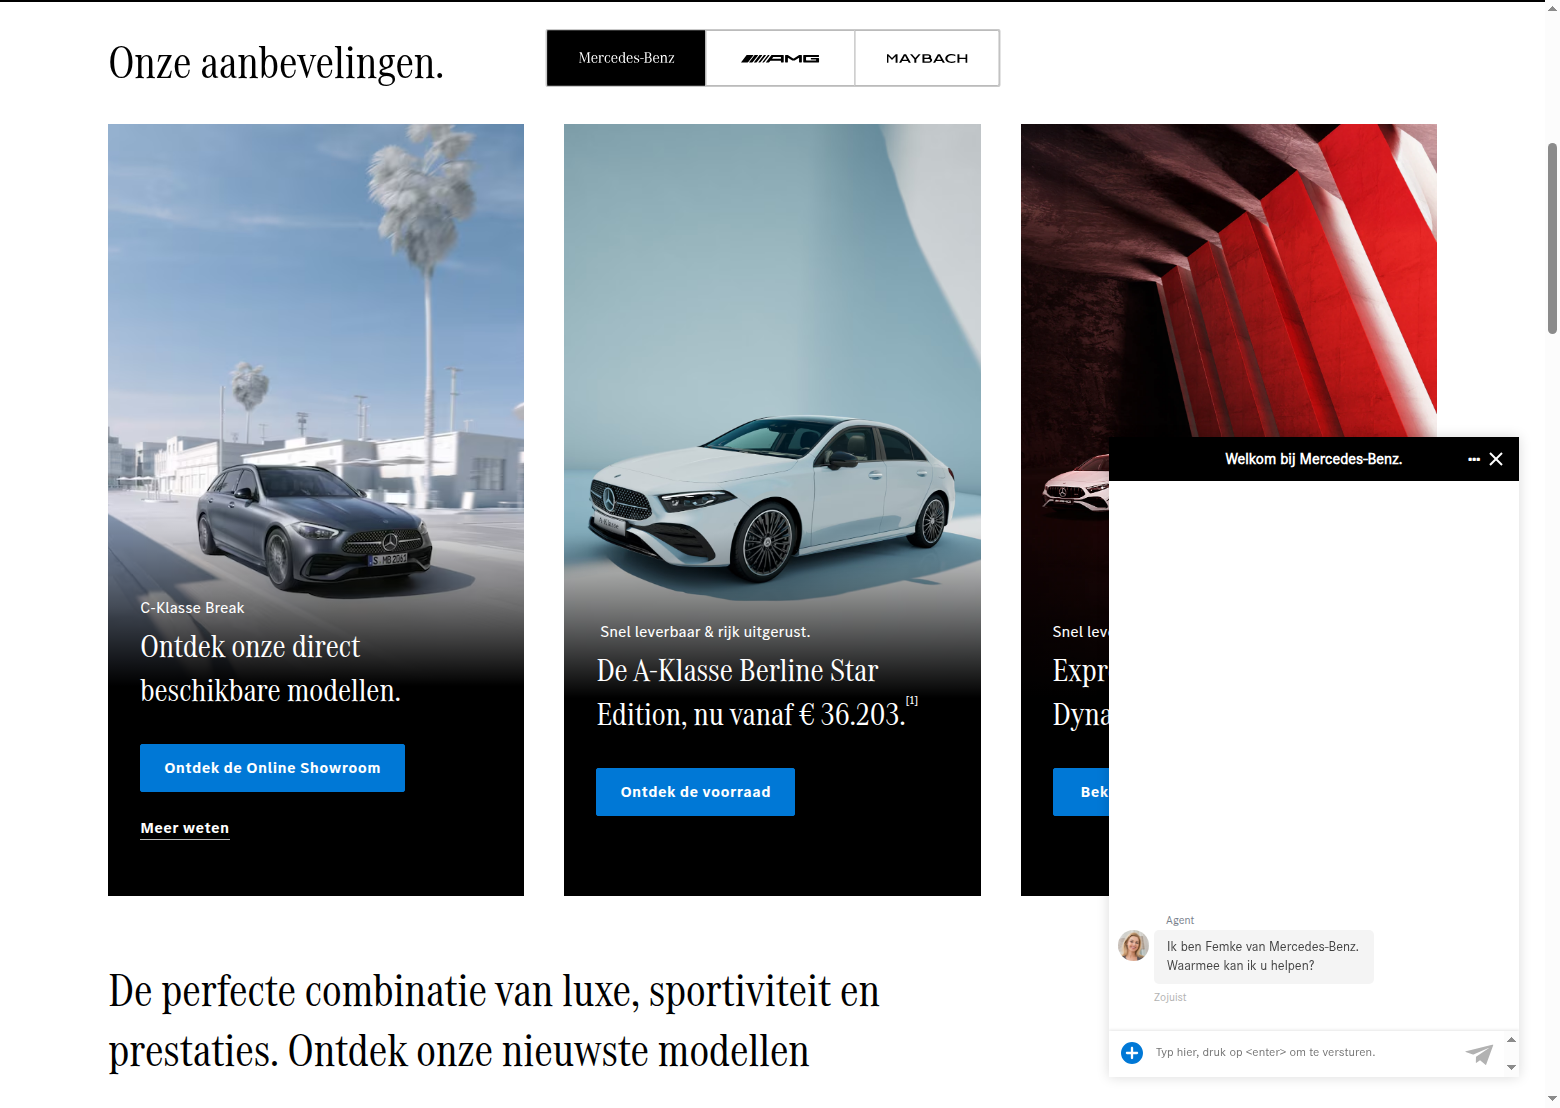 Onze aanbevelingen.
Mercedes-Benz
AMG
MAYBACH
C-Klasse Break
Ontdek onze direct
beschikbare modellen.
Ontdek de Online Showroom
Meer weten
Snel leverbaar & rijk uitgerust.
De A-Klasse Berline Star
Edition, nu vanaf € 36.203.[1]
Ontdek de voorraad
Snel lev
Expr
Dyna
Bek
Welkom bij Mercedes-Benz.
Agent
Ik ben Femke van Mercedes-Benz.
Waarmee kan ik u helpen?
Zojuist
Typ hier, druk op <enter> om te versturen.
De perfecte combinatie van luxe, sportiviteit en
prestaties. Ontdek onze nieuwste modellen